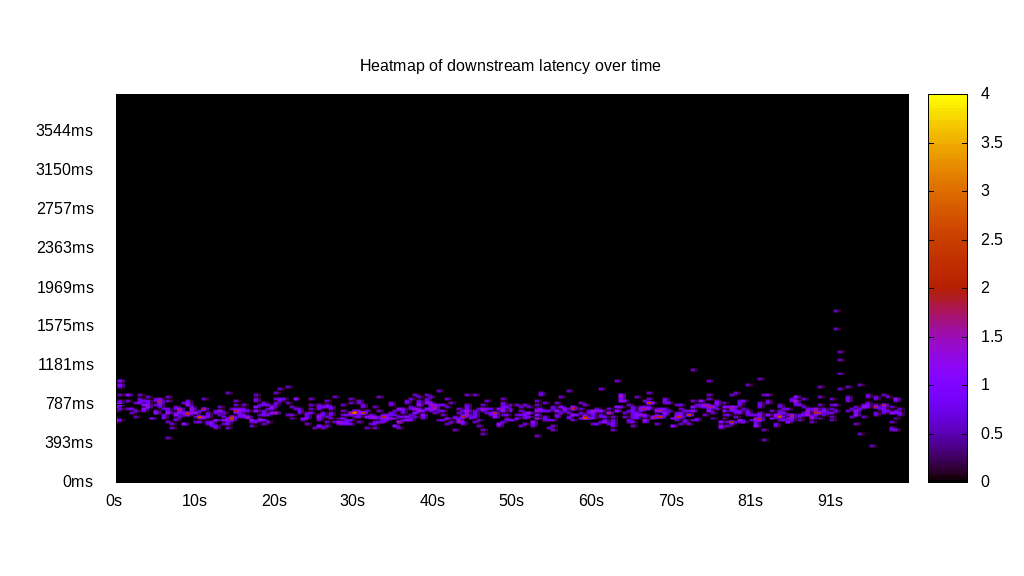 Heatmap of downstream latency over time
3544ms
3150ms
2757ms
2363ms
1969ms
1575ms
1181ms
787ms
393ms
0ms
0s 10s 20s 30s 40s 50s 60s 70s 81s 91s
4
3.5
3
2.5
2
1.5
1
0.5
0